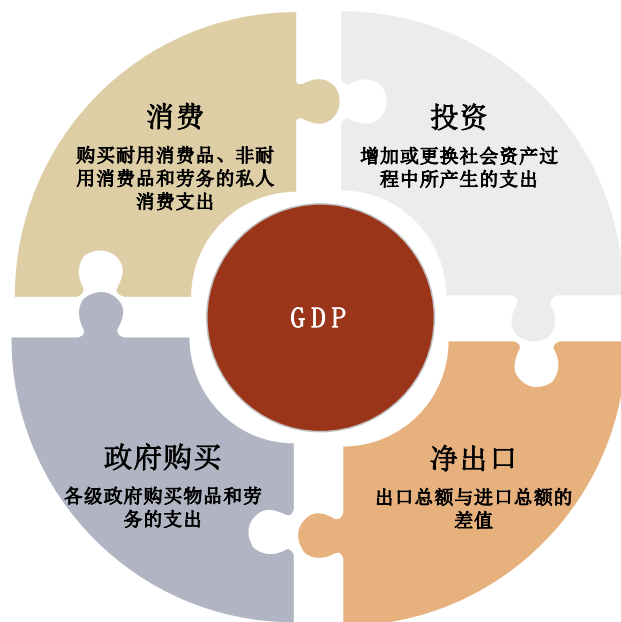 消费
购买耐用消费品、非耐
用消费品和劳务的私人
消费支出
投资
增加或更换社会资产过
程中所产生的支出
GDP
政府购买
各级政府购买物品和劳
务的支出
净出口
出口总额与进口总额的
差值